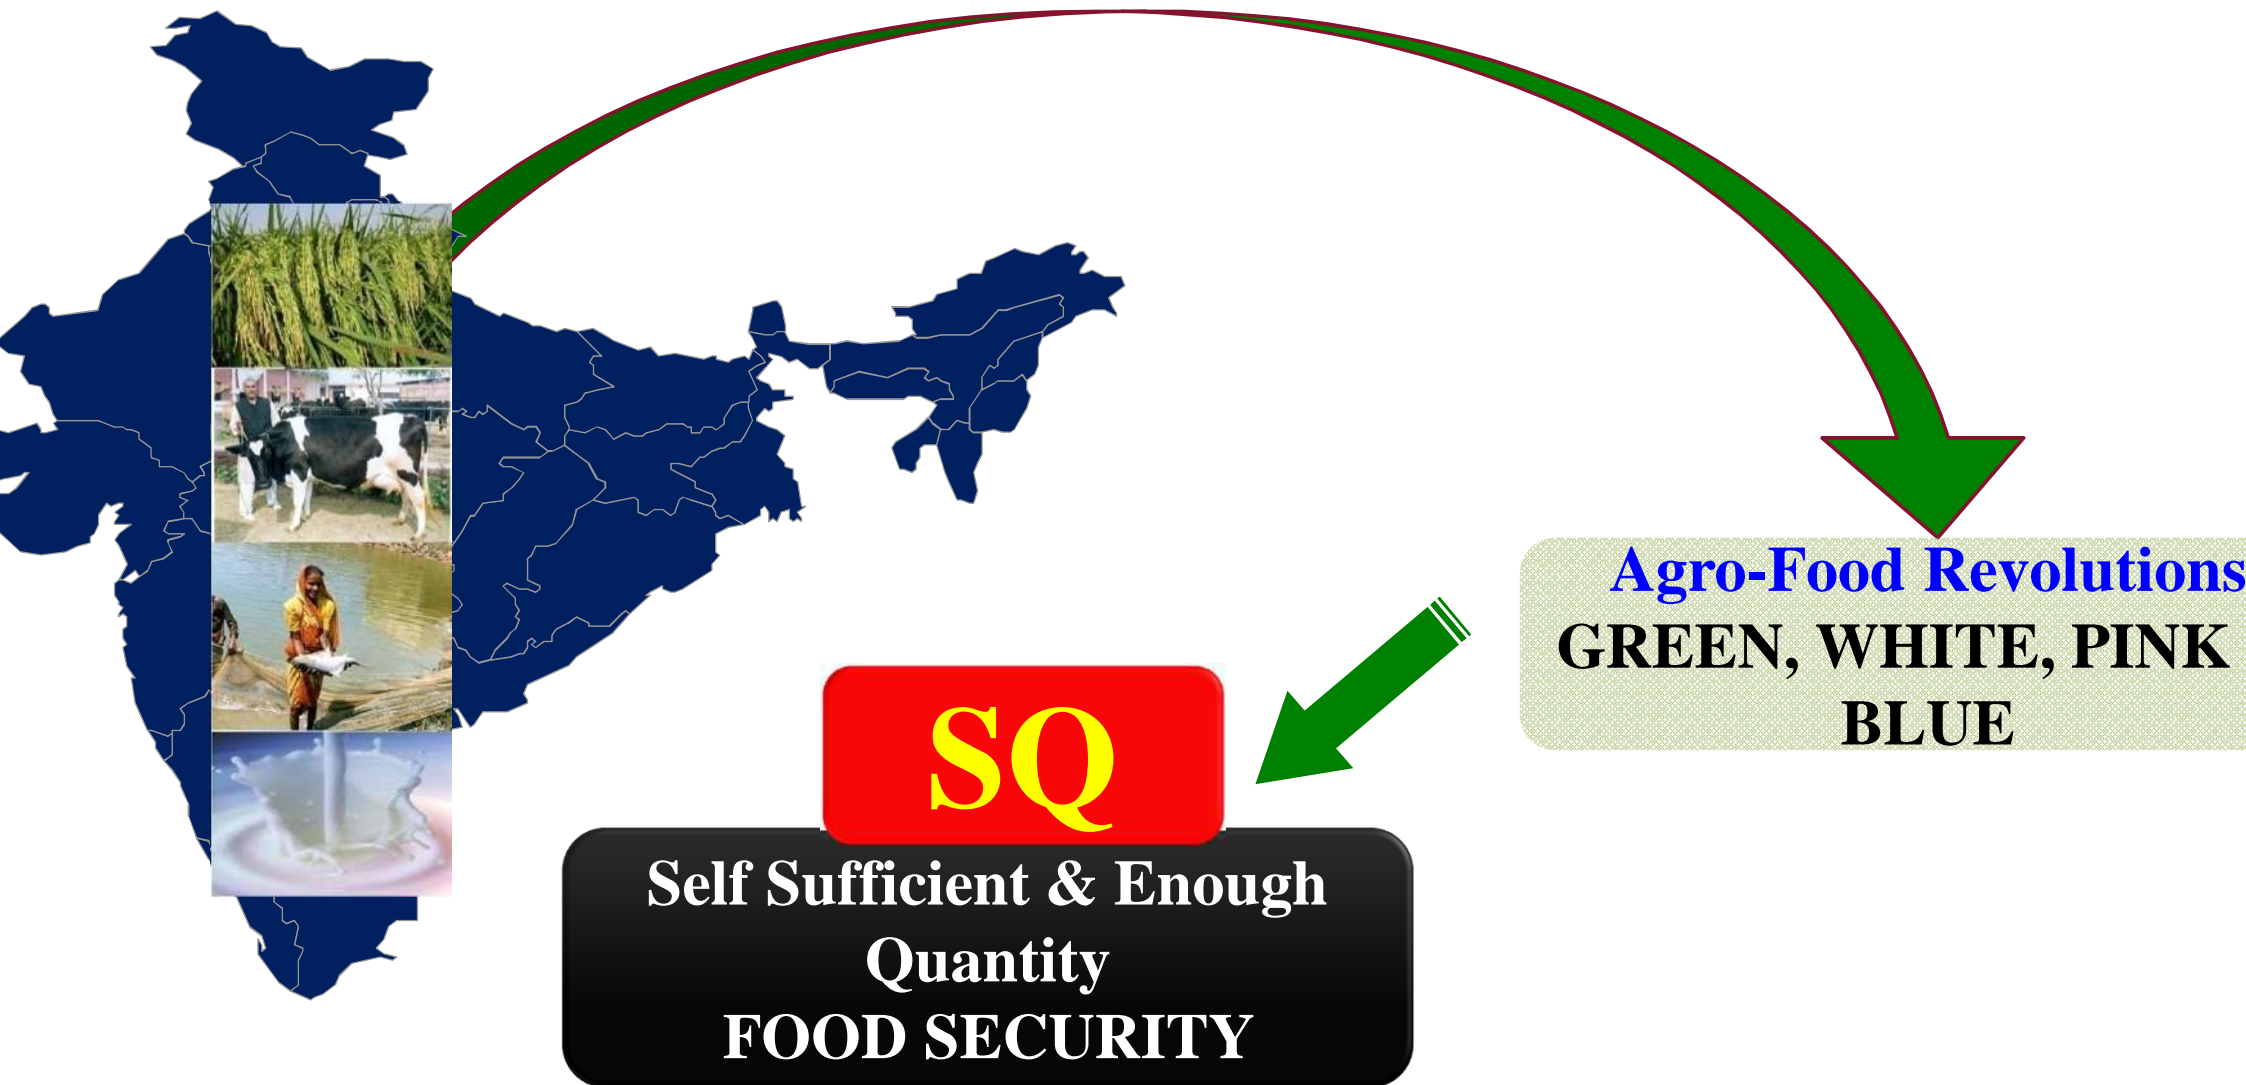 Agro-Food Revolutions
GREEN, WHITE, PINK
BLUE
SQ
Self Sufficient & Enough
Quantity
FOOD SECURITY